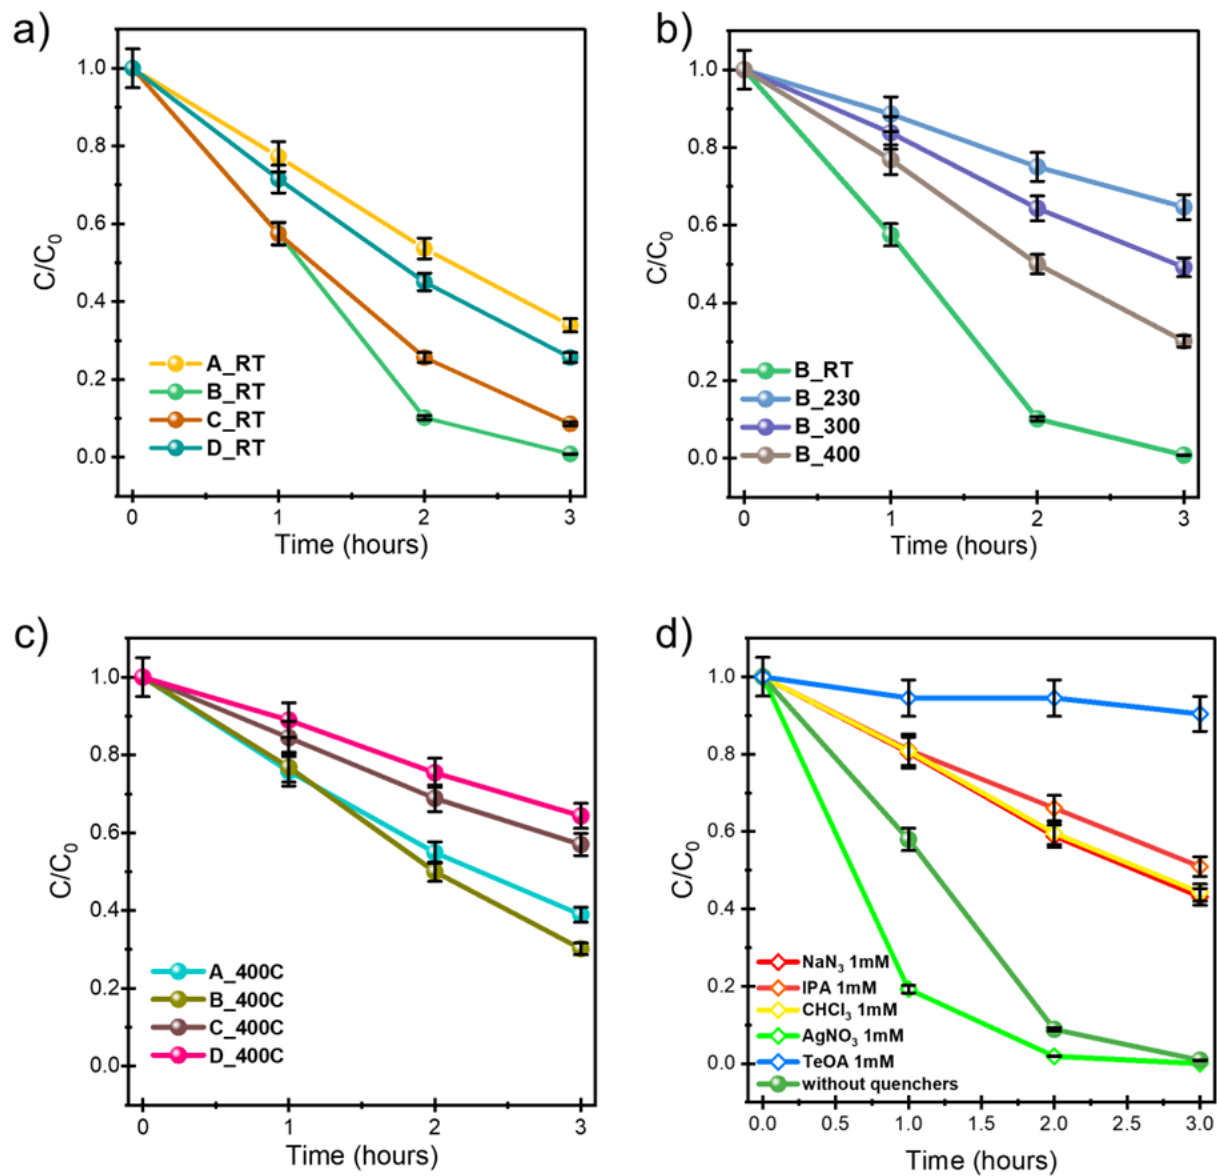 a)
C/C₀
1.0
0.8
0.6
0.4
0.2
0.0
A_RT
B_RT
C_RT
D_RT
0 1 2 3
Time (hours)
b)
C/C₀
1.0
0.8
0.6
0.4
0.2
0.0
B_RT
B_230
B_300
B_400
0 1 2 3
Time (hours)
c)
C/C₀
1.0
0.8
0.6
0.4
0.2
0.0
A_400C
B_400C
C_400C
D_400C
0 1 2 3
Time (hours)
d)
C/C₀
1.0
0.8
0.6
0.4
0.2
0.0
NaN₃ 1mM
IPA 1mM
CHCl₃ 1mM
AgNO₃ 1mM
TeOA 1mM
without quenchers
0.0 0.5 1.0 1.5 2.0 2.5 3.0
Time (hours)